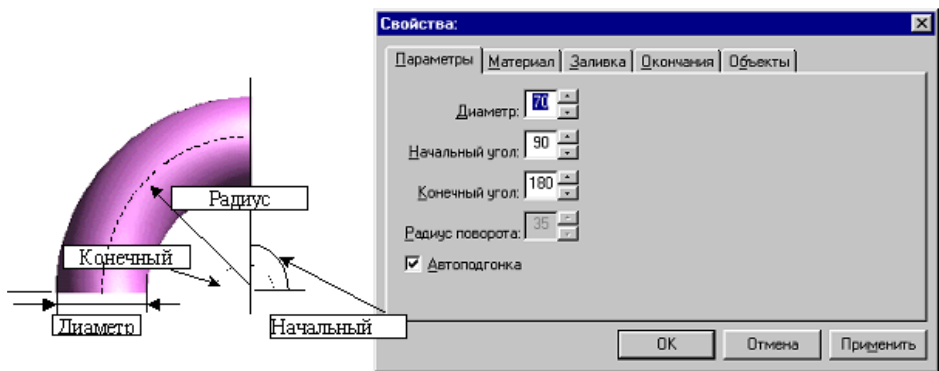 Свойства:
Параметры Материал Заливка Окончания Объекты
Диаметр: 70
Начальный угол: 90
Конечный угол: 180
Радиус поворота: 35
Автоподгонка
OK Отмена Применить
Радиус
Конечный
Диаметр
Начальный